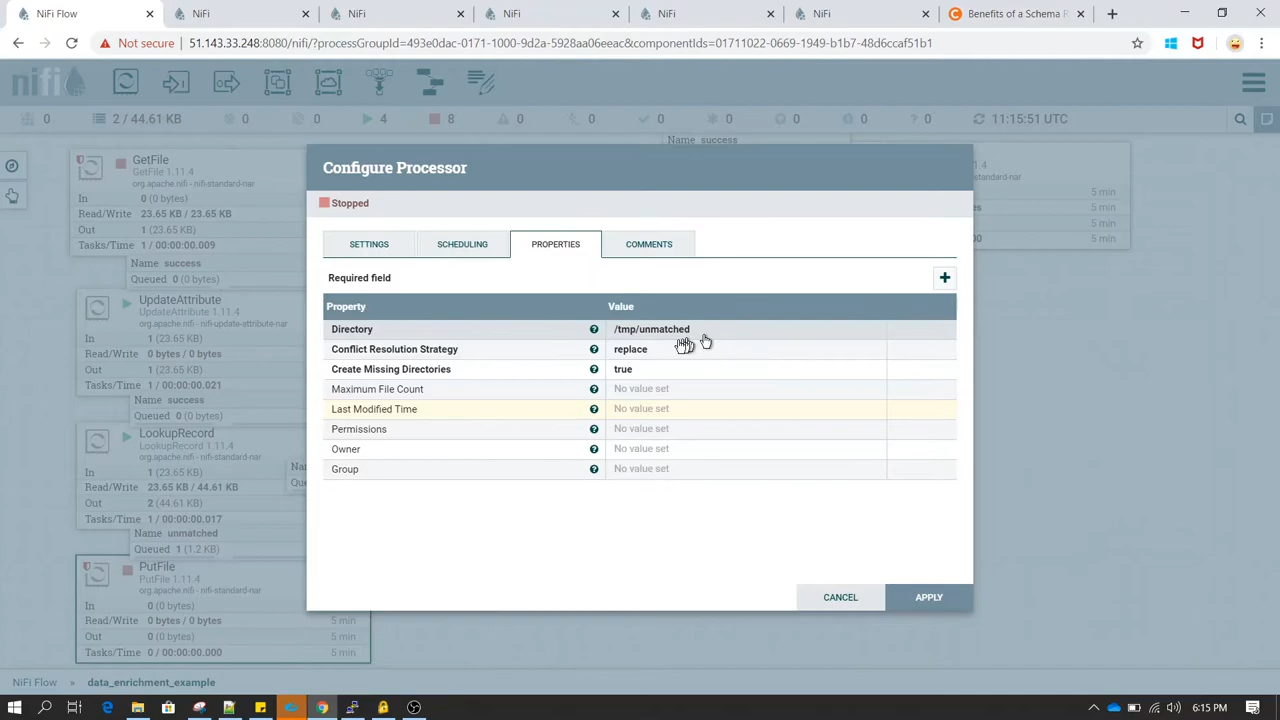 NiFi Flow
NiFi
NiFi
NiFi
NiFi
NiFi
Benefits of a Schema R
Not secure 51.143.33.248:8080/nifi/?processGroupId=493e0dac-0171-1000-9d2a-5928aa06eeac&componentIds=01711022-0669-1949-b1b7-48d6ccaf51b1
nifi
0 2 / 44.61 KB 0 0 4 8 0 0 0 0 0 0 0 11:15:51 UTC
Name success
GetFile
GetFile 1.11.4
org.apache.nifi - nifi-standard-nar
In 0 (0 bytes)
Read/Write 23.65 KB / 23.65 KB
Out 1 (23.65 KB)
Tasks/Time 1 / 00:00:00.009
Name success
Queued 0 (0 bytes)
UpdateAttribute
UpdateAttribute 1.11.4
org.apache.nifi - nifi-update-attribute-nar
In 0 (0 bytes)
Read/Write 0 bytes / 0 bytes
Out 1 (23.65 KB)
Tasks/Time 1 / 00:00:00.021
Name success
Queued 0 (0 bytes)
LookupRecord
LookupRecord 1.11.4
org.apache.nifi - nifi-standard-nar
In 1 (23.65 KB)
Read/Write 23.65 KB / 44.61 KB
Out 2 (44.61 KB)
Tasks/Time 1 / 00:00:00.017
Name unmatched
Queued 1 (1.2 KB)
PutFile
PutFile 1.11.4
org.apache.nifi - nifi-standard-nar
In 0 (0 bytes)
Read/Write 0 bytes / 0 bytes 5 min
Out 0 (0 bytes) 5 min
Tasks/Time 0 / 00:00:00.000 5 min
Configure Processor
Stopped
SETTINGS
SCHEDULING
PROPERTIES
COMMENTS
Required field
Property Value
Directory /tmp/unmatched
Conflict Resolution Strategy replace
Create Missing Directories true
Maximum File Count No value set
Last Modified Time No value set
Permissions No value set
Owner No value set
Group No value set
CANCEL
APPLY
5 min
5 min
5 min
5 min
NiFi Flow » data_enrichment_example
6:15 PM